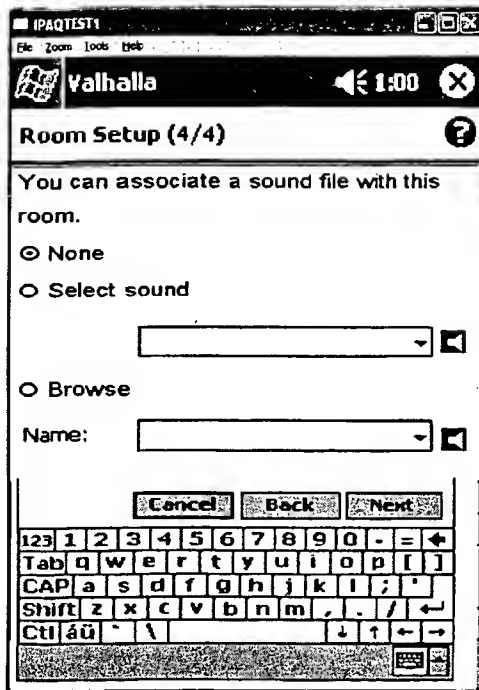 IPAQTEST1
File Zoom Tools Help
Valhalla 1:00
Room Setup (4/4) ?
You can associate a sound file with this
room.
None
Select sound
Browse
Name:
Cancel Back Next
123 1 2 3 4 5 6 7 8 9 0 - =
Tab q w e r t y u i o p [ ]
CAP a s d f g h j k l ; '
Shift z x c v b n m , . /
Ctl áü ` \